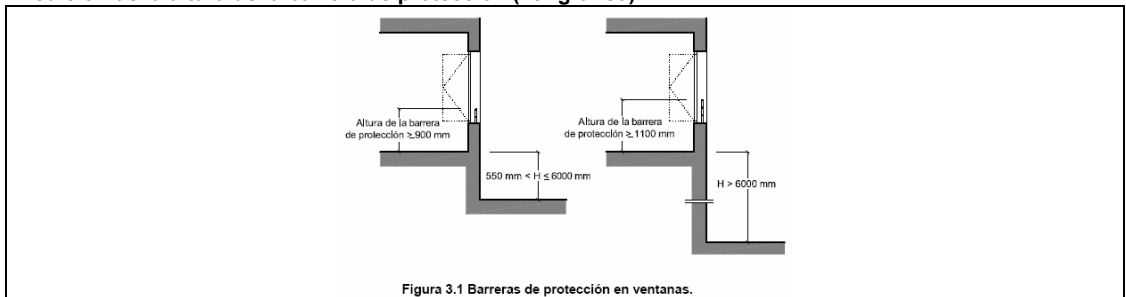 Altura de la barrera
de protección ≥900 mm
550 mm < H ≤ 6000 mm
Altura de la barrera
de protección ≥ 1100 mm
H > 6000 mm
Figura 3.1 Barreras de protección en ventanas.